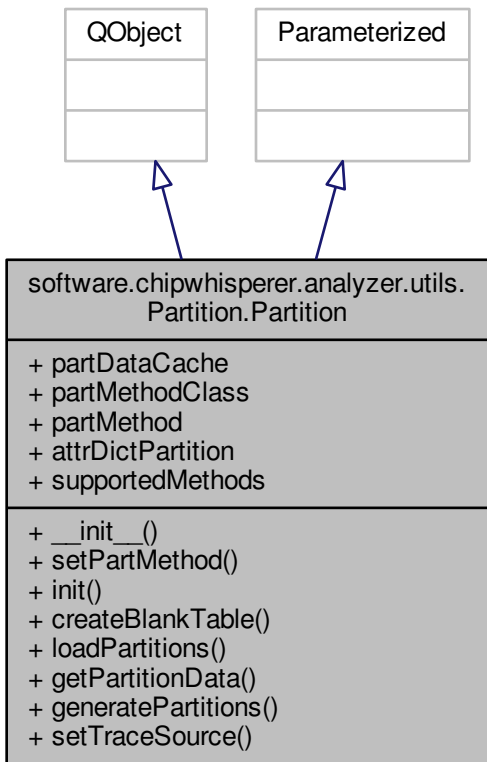 QObject
Parameterized
software.chipwhisperer.analyzer.utils.
Partition.Partition
+ partDataCache
+ partMethodClass
+ partMethod
+ attrDictPartition
+ supportedMethods
+ __init__()
+ setPartMethod()
+ init()
+ createBlankTable()
+ loadPartitions()
+ getPartitionData()
+ generatePartitions()
+ setTraceSource()